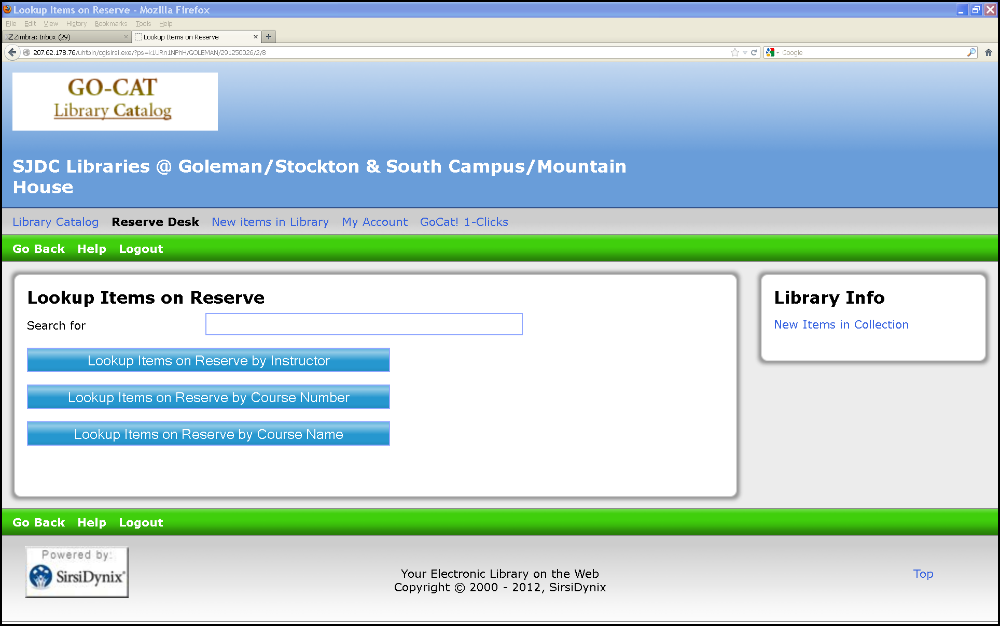 Lookup Items on Reserve - Mozilla Firefox
File Edit View History Bookmarks Tools Help
Zimbra: Inbox (29)
Lookup Items on Reserve
207.62.178.76/uhtbin/cgisirsi.exe/?ps=k1URn1NPhH/GOLEMAN/291250026/2/8
Google
GO-CAT
Library Catalog
SJDC Libraries @ Goleman/Stockton & South Campus/Mountain
House
Library Catalog Reserve Desk New items in Library My Account GoCat! 1-Clicks
Go Back Help Logout
Lookup Items on Reserve
Search for
Lookup Items on Reserve by Instructor
Lookup Items on Reserve by Course Number
Lookup Items on Reserve by Course Name
Library Info
New Items in Collection
Go Back Help Logout
Powered by:
SirsiDynix
Your Electronic Library on the Web
Copyright © 2000 - 2012, SirsiDynix
Top